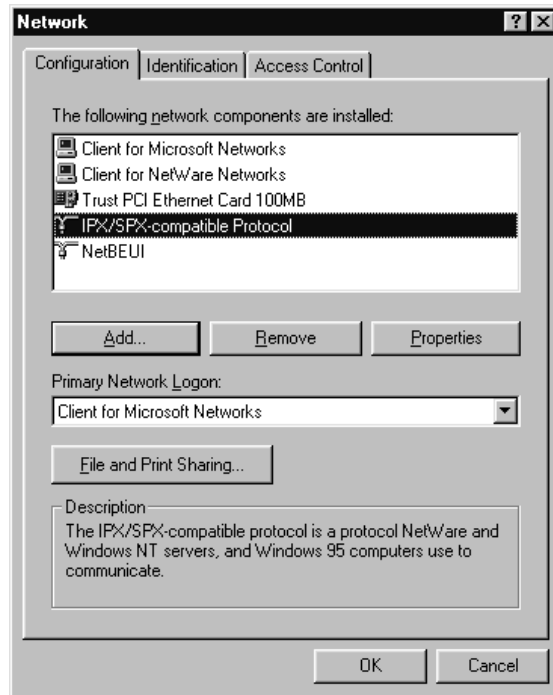 Network
Configuration Identification Access Control
The following network components are installed:
Client for Microsoft Networks
Client for NetWare Networks
Trust PCI Ethernet Card 100MB
IPX/SPX-compatible Protocol
NetBEUI
Add... Remove Properties
Primary Network Logon:
Client for Microsoft Networks
File and Print Sharing...
Description
The IPX/SPX-compatible protocol is a protocol NetWare and
Windows NT servers, and Windows 95 computers use to
communicate.
OK Cancel